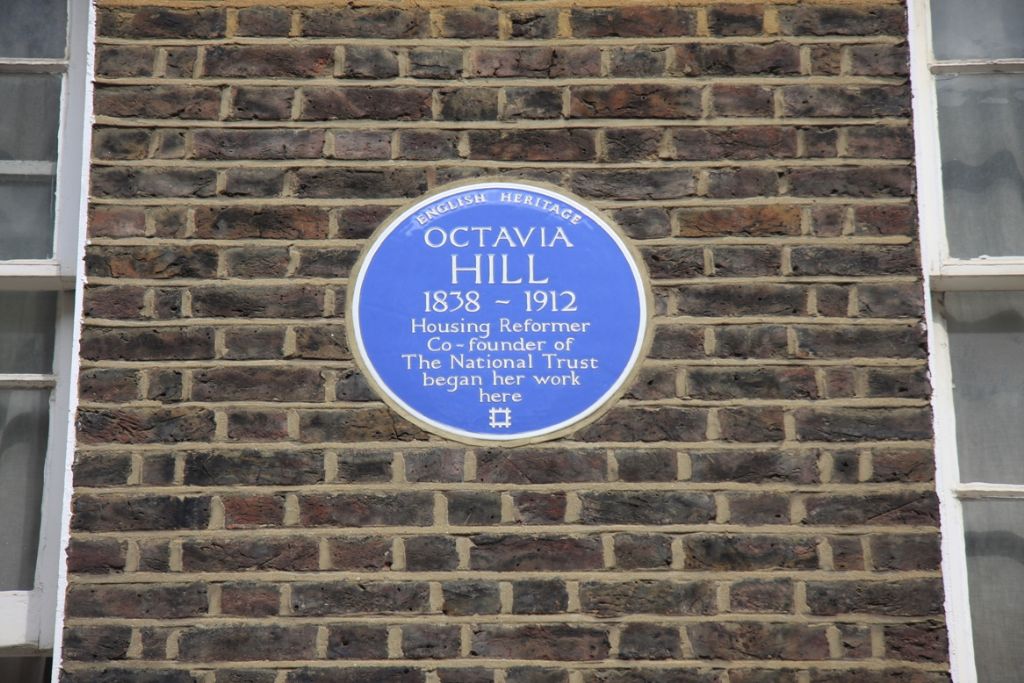 ENGLISH HERITAGE
OCTAVIA
HILL
1838 ~ 1912
Housing Reformer
Co-founder of
The National Trust
began her work
here